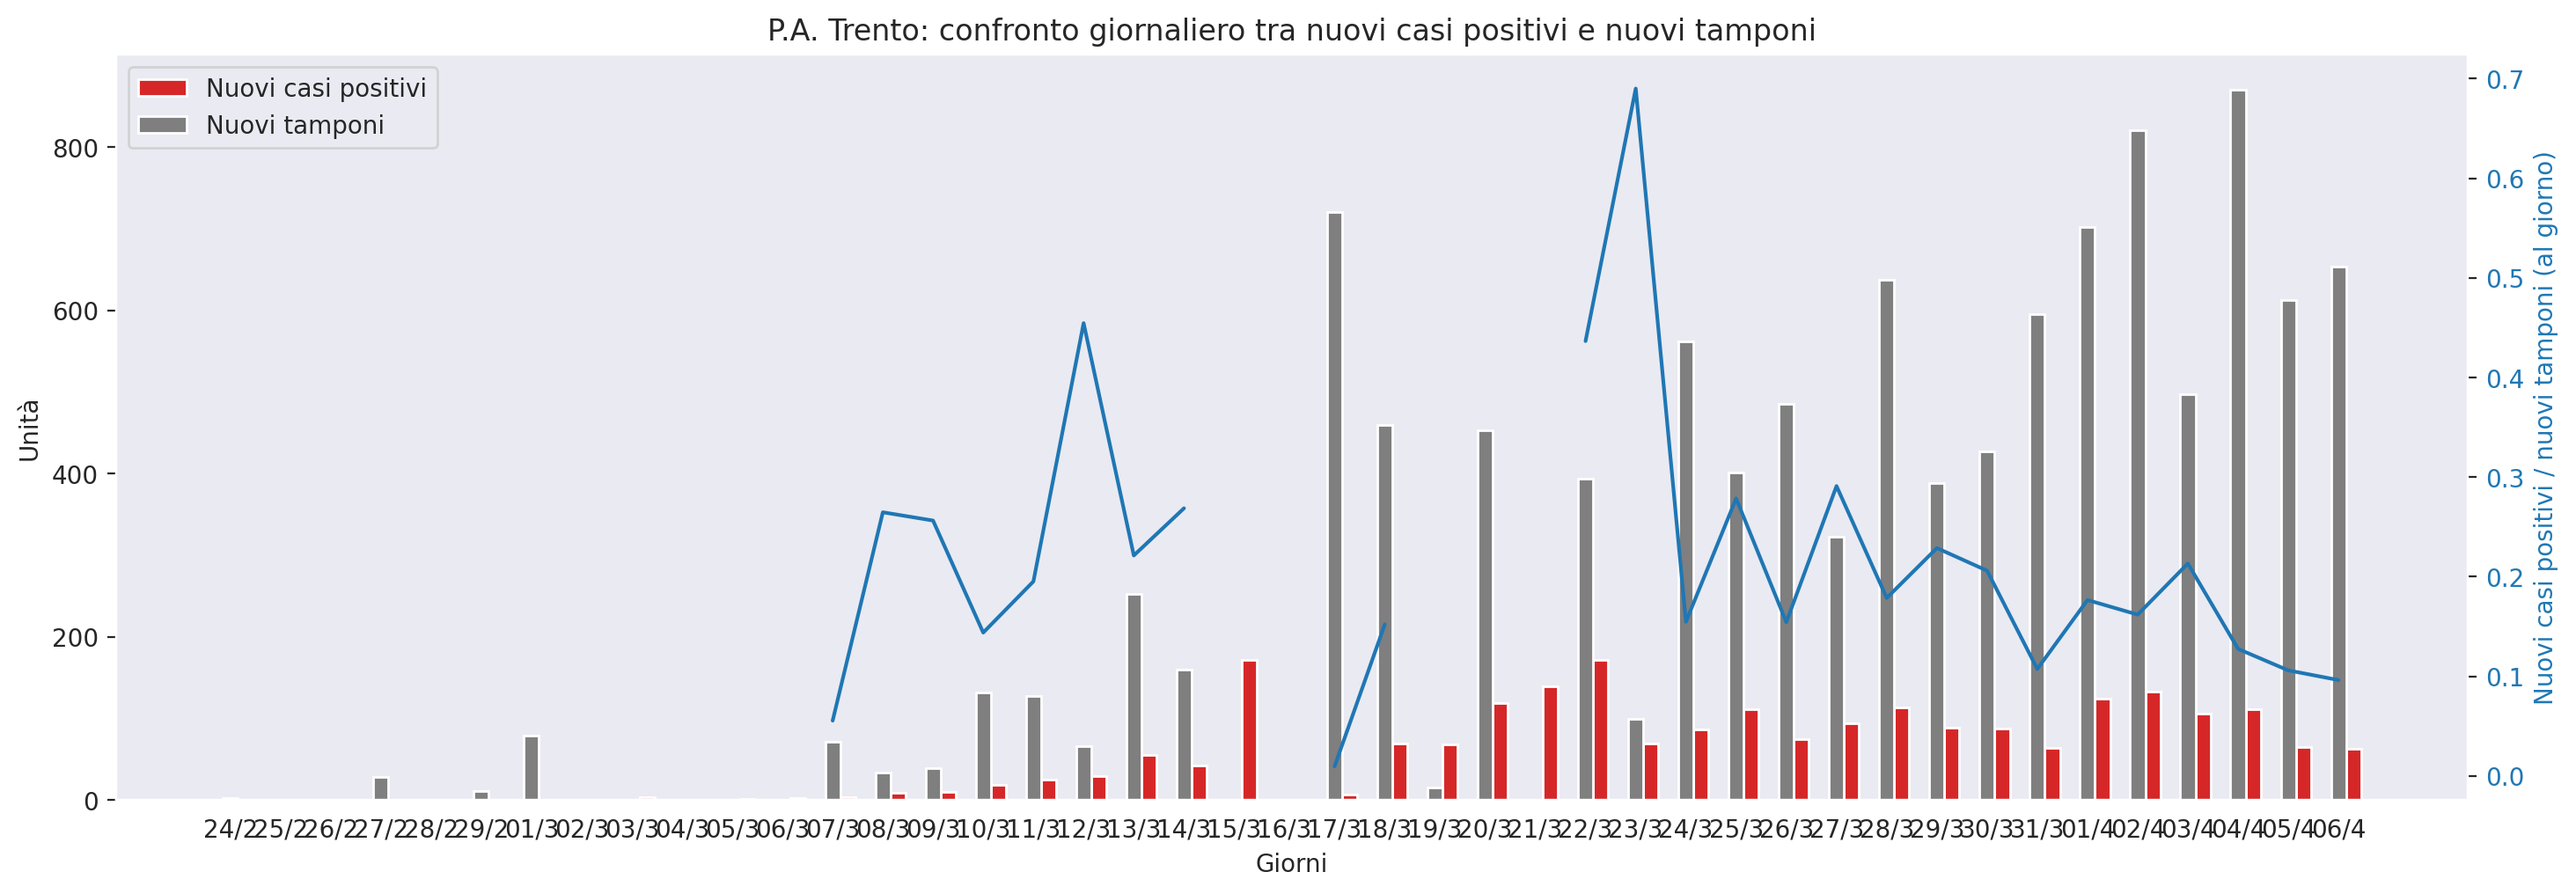 P.A. Trento: confronto giornaliero tra nuovi casi positivi e nuovi tamponi
Nuovi casi positivi
Nuovi tamponi
800
600
400
200
0
Unità
0.7
0.6
0.5
0.4
0.3
0.2
0.1
0.0
Nuovi casi positivi / nuovi tamponi (al giorno)
24/2 25/2 26/2 27/2 28/2 29/2 01/3 02/3 03/3 04/3 05/3 06/3 07/3 08/3 09/3 10/3 11/3 12/3 13/3 14/3 15/3 16/3 17/3 18/3 19/3 20/3 21/3 22/3 23/3 24/3 25/3 26/3 27/3 28/3 29/3 30/3 31/3 01/4 02/4 03/4 04/4 05/4 06/4
Giorni